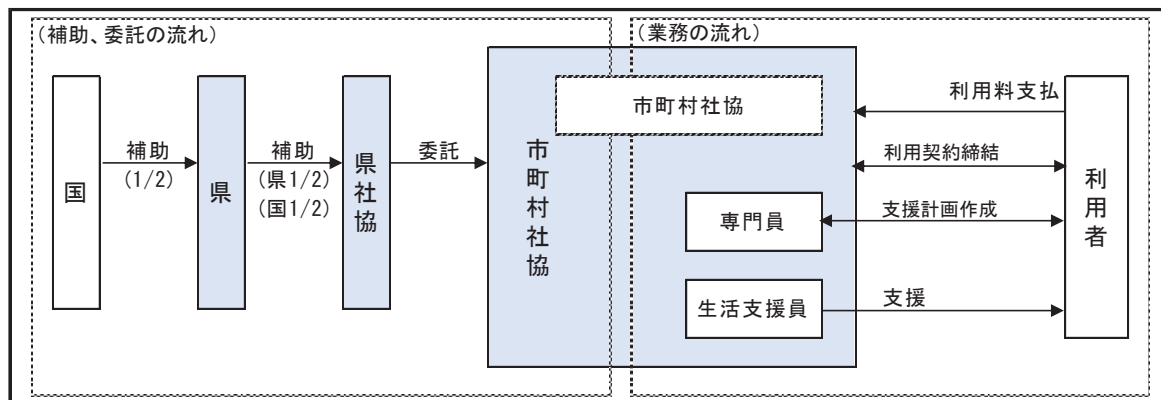 (補助、委託の流れ)
(業務の流れ)
国
補助
(1/2)
県
補助
(県1/2)
(国1/2)
県社協
委託
市町村社協
市町村社協
専門員
生活支援員
利用料支払
利用契約締結
支援計画作成
支援
利用者